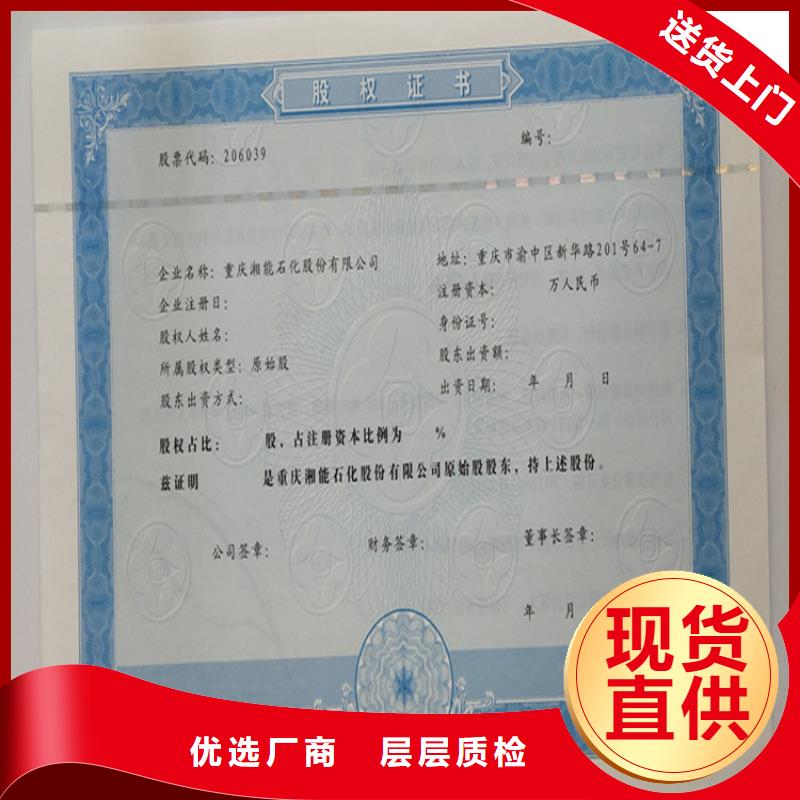 送货上门
股权证书
股票代码：206039
编号：
企业名称：重庆湘能石化股份有限公司
地址：重庆市渝中区新华路201号64-7
企业注册日：
注册资本： 万人民币
股权人姓名：
身份证号：
所属股权类型：原始股
股东出资额：
股东出资方式：
出资日期： 年 月 日
股权占比： 股，占注册资本比例为 %
兹证明 是重庆湘能石化股份有限公司原始股股东，持上述股份。
公司签章：
财务签章：
董事长签章：
年 月
现货
直供
优选厂商 层层质检